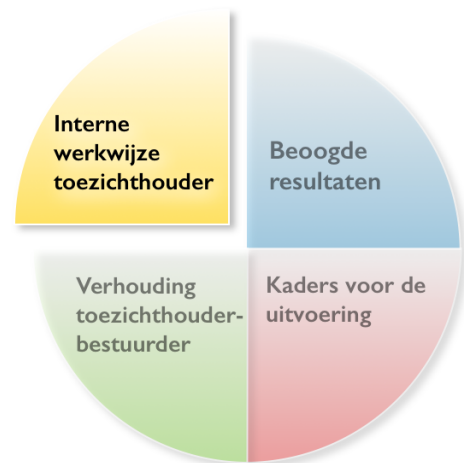 Interne
werkwijze
toezichthouder
Beoogde
resultaten
Verhouding
toezichthouder-
bestuurder
Kaders voor de
uitvoering